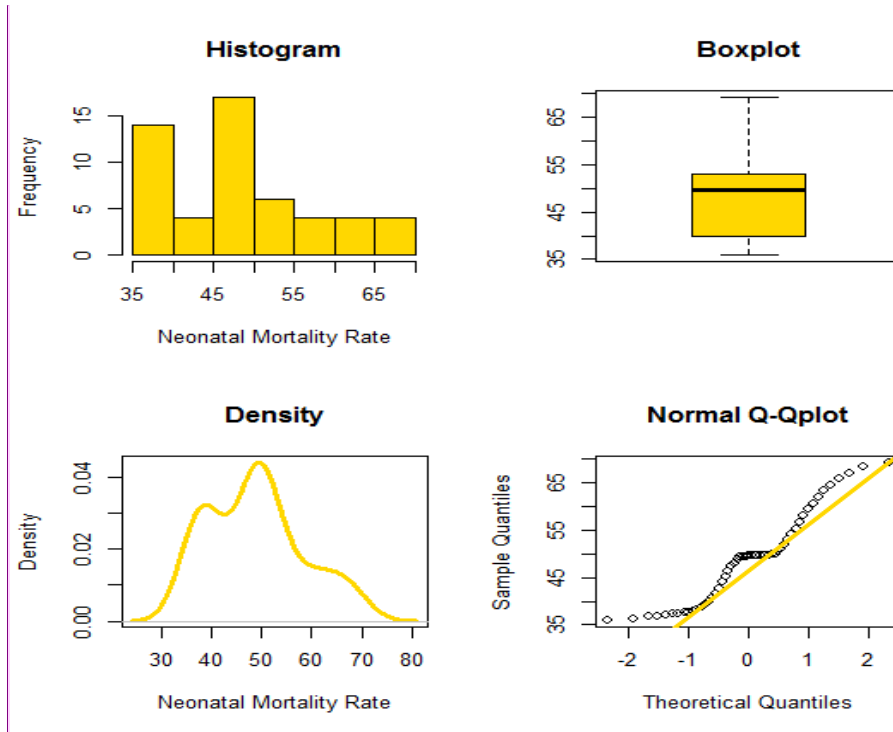 Histogram
Frequency
0 5 10 15
35 45 55 65
Neonatal Mortality Rate
Boxplot
35 45 55 65
Density
Density
0.00 0.02 0.04
30 40 50 60 70 80
Neonatal Mortality Rate
Normal Q-Qplot
Sample Quantiles
35 45 55 65
-2 -1 0 1 2
Theoretical Quantiles